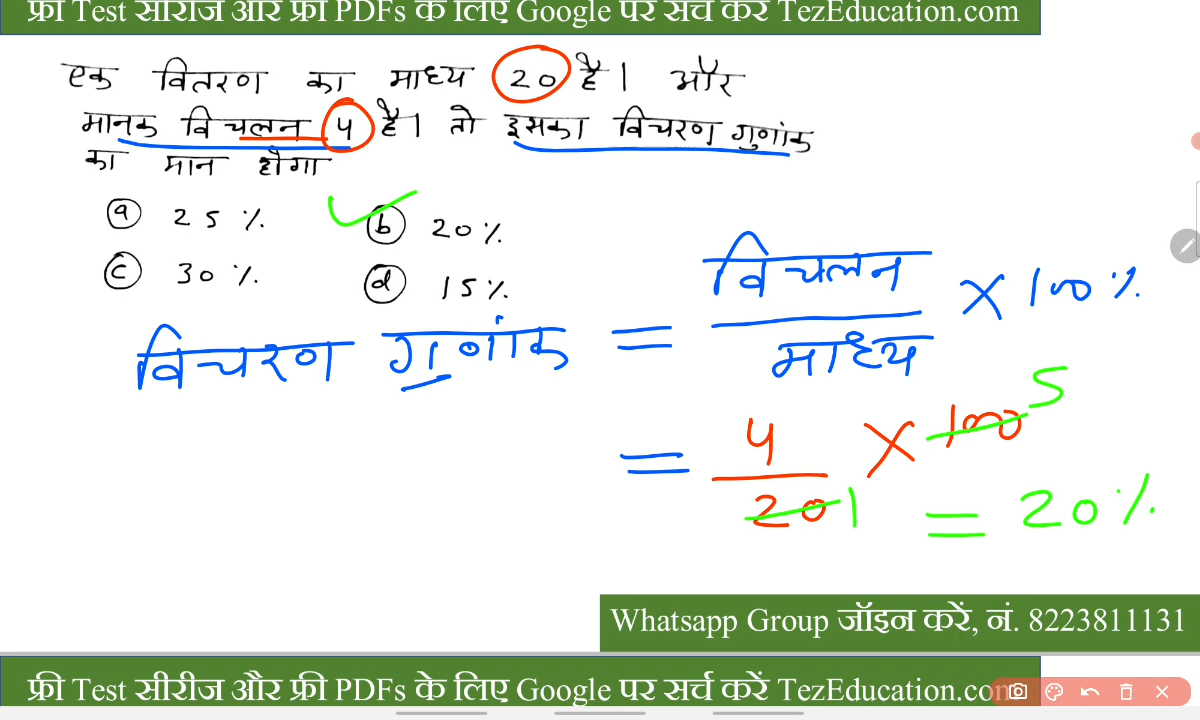 फ्री Test सीरीज और फ्री PDFs के लिए Google पर सर्च करें TezEducation.com
एक वितरण का माध्य 20 है। और
मानक विचलन 4 है। तो इसका विचरण गुणांक
का मान होगा
(a) 25 % (b) 20%
(c) 30 % (d) 15%
विचरण गुणांक = विचलन / माध्य × 100 %
= 4 / 20 1 × 100 5
= 20%
Whatsapp Group जॉइन करें, नं. 8223811131
फ्री Test सीरीज और फ्री PDFs के लिए Google पर सर्च करें TezEducation.com